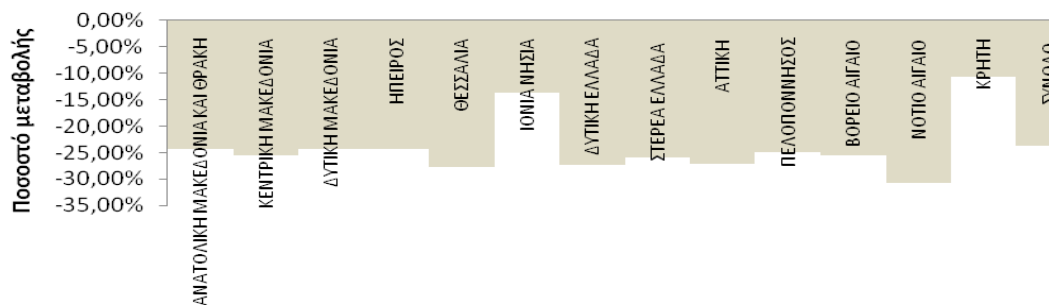 Ποσοστό μεταβολής
0,00%
-5,00%
-10,00%
-15,00%
-20,00%
-25,00%
-30,00%
-35,00%
ΑΝΑΤΟΛΙΚΗ ΜΑΚΕΔΟΝΙΑ ΚΑΙ ΘΡΑΚΗ
ΚΕΝΤΡΙΚΗ ΜΑΚΕΔΟΝΙΑ
ΔΥΤΙΚΗ ΜΑΚΕΔΟΝΙΑ
ΗΠΕΙΡΟΣ
ΘΕΣΣΑΛΙΑ
ΙΟΝΙΑ ΝΗΣΙΑ
ΔΥΤΙΚΗ ΕΛΛΑΔΑ
ΣΤΕΡΕΑ ΕΛΛΑΔΑ
ΑΤΤΙΚΗ
ΠΕΛΟΠΟΝΝΗΣΟΣ
ΒΟΡΕΙΟ ΑΙΓΑΙΟ
ΝΟΤΙΟ ΑΙΓΑΙΟ
ΚΡΗΤΗ
ΣΥΝΟΛΟ